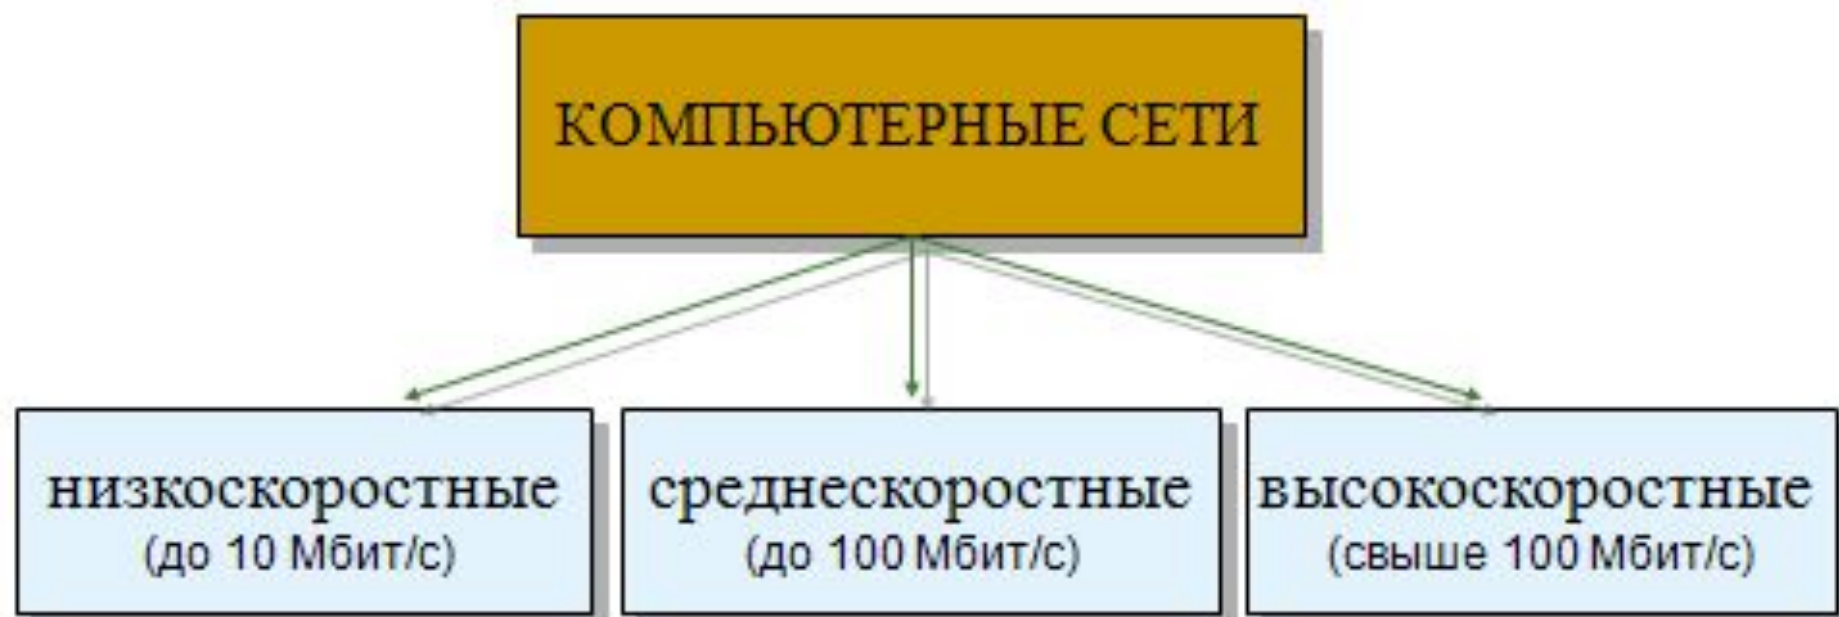 КОМПЬЮТЕРНЫЕ СЕТИ
низкоскоростные
(до 10 Мбит/с)
среднескоростные
(до 100 Мбит/с)
высокоскоростные
(свыше 100 Мбит/с)